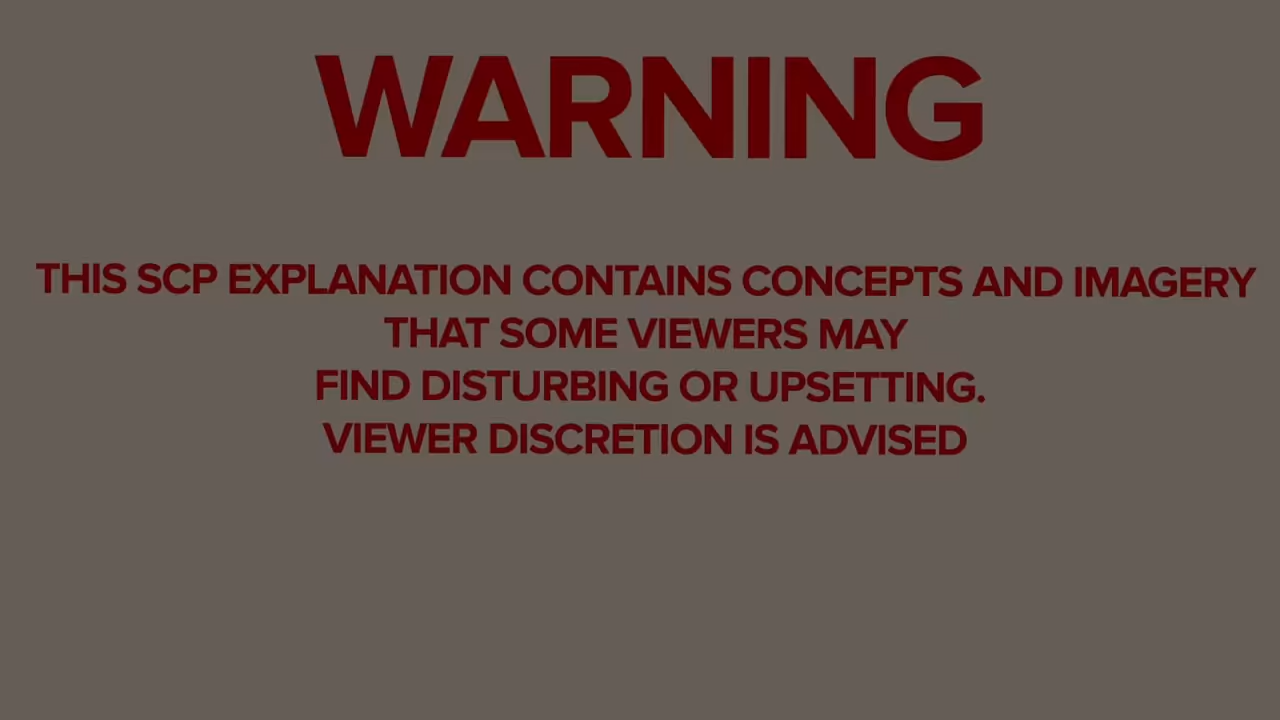 WARNING
THIS SCP EXPLANATION CONTAINS CONCEPTS AND IMAGERY
THAT SOME VIEWERS MAY
FIND DISTURBING OR UPSETTING.
VIEWER DISCRETION IS ADVISED